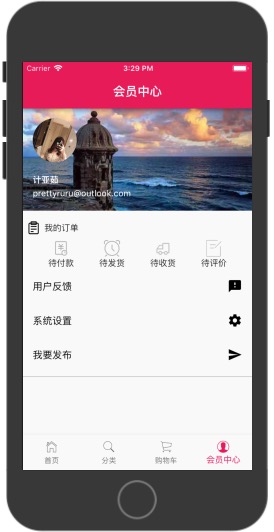 Carrier 3:29 PM
会员中心
计亚茹
prettyruru@outlook.com
我的订单
待付款 待发货 待收货 待评价
用户反馈
系统设置
我要发布
首页 分类 购物车 会员中心